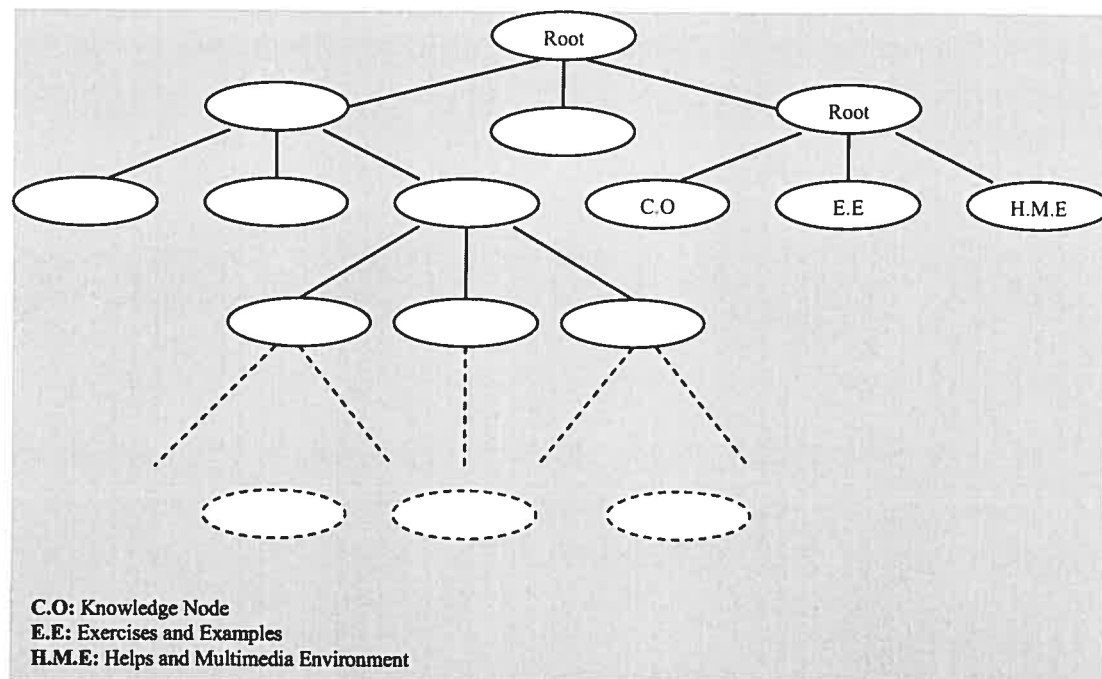 Root
Root
C.O
E.E
H.M.E
C.O: Knowledge Node
E.E: Exercises and Examples
H.M.E: Helps and Multimedia Environment